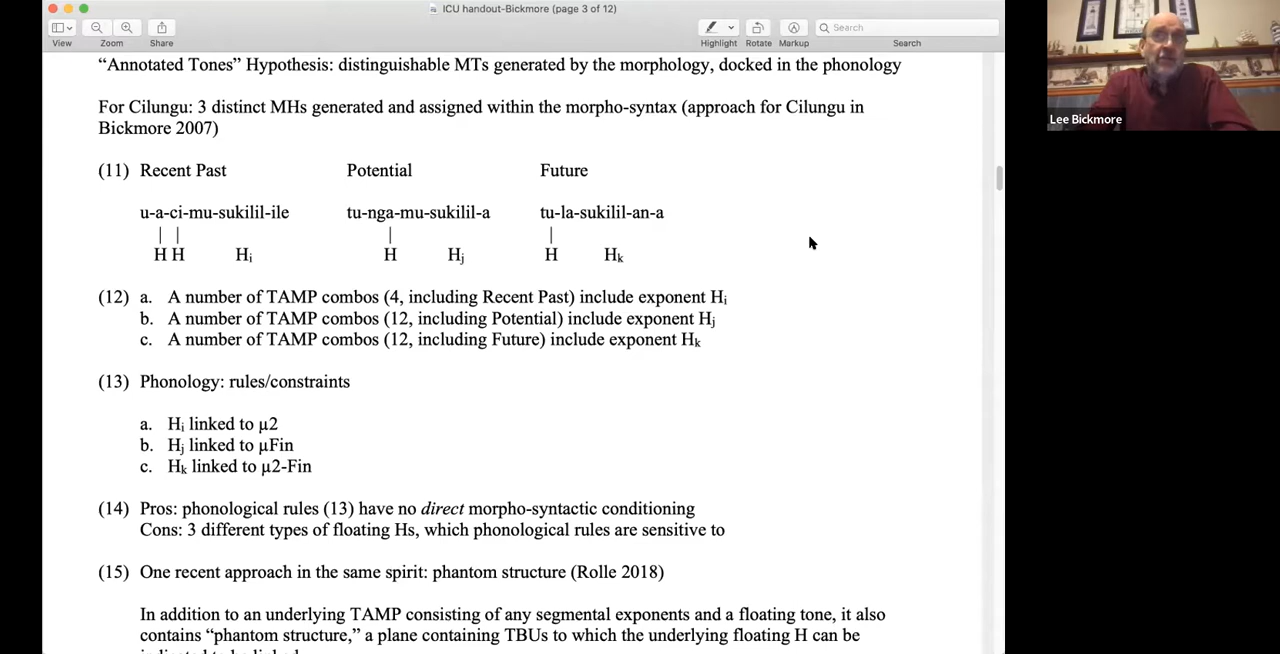 ICU handout-Bickmore (page 3 of 12)
View Zoom Share Highlight Rotate Markup Search
Search
Lee Bickmore
“Annotated Tones” Hypothesis: distinguishable MTs generated by the morphology, docked in the phonology
For Cilungu: 3 distinct MHs generated and assigned within the morpho-syntax (approach for Cilungu in
Bickmore 2007)
(11) Recent Past Potential Future
u-a-ci-mu-sukilil-ile tu-nga-mu-sukilil-a tu-la-sukilil-an-a
| | | |
H H Hᵢ H Hⱼ H Hₖ
(12) a. A number of TAMP combos (4, including Recent Past) include exponent Hᵢ
b. A number of TAMP combos (12, including Potential) include exponent Hⱼ
c. A number of TAMP combos (12, including Future) include exponent Hₖ
(13) Phonology: rules/constraints
a. Hᵢ linked to μ2
b. Hⱼ linked to μFin
c. Hₖ linked to μ2-Fin
(14) Pros: phonological rules (13) have no direct morpho-syntactic conditioning
Cons: 3 different types of floating Hs, which phonological rules are sensitive to
(15) One recent approach in the same spirit: phantom structure (Rolle 2018)
In addition to an underlying TAMP consisting of any segmental exponents and a floating tone, it also
contains “phantom structure,” a plane containing TBUs to which the underlying floating H can be